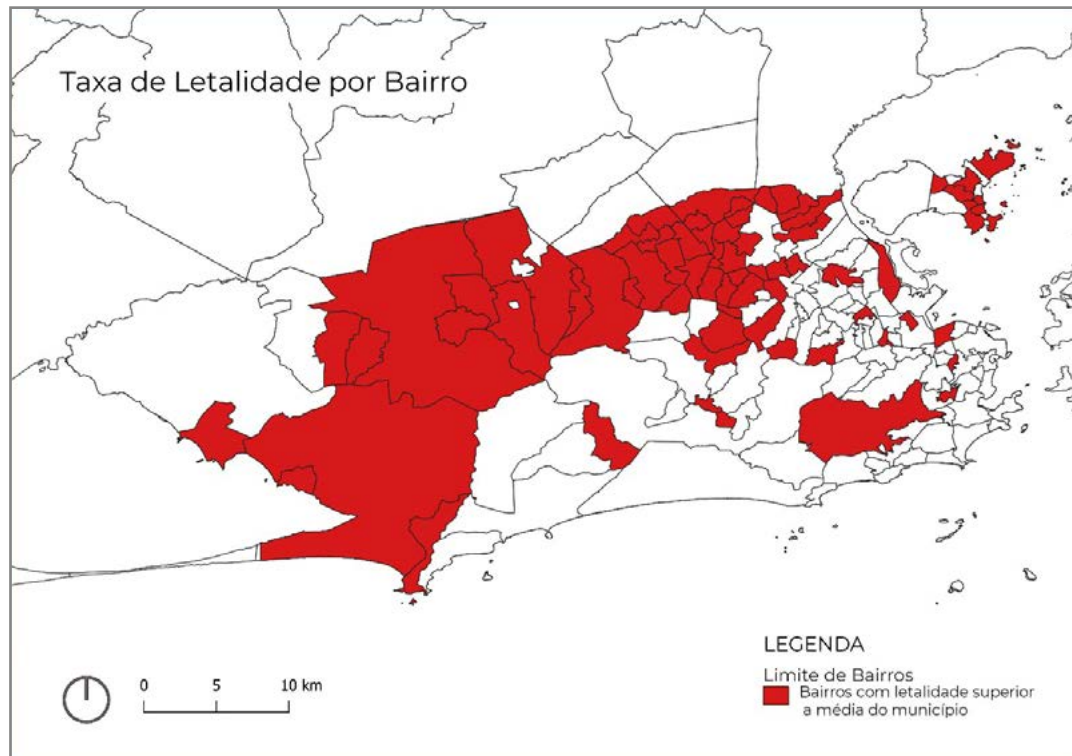 Taxa de Letalidade por Bairro
LEGENDA
Limite de Bairros
Bairros com letalidade superior
a média do município
0 5 10 km